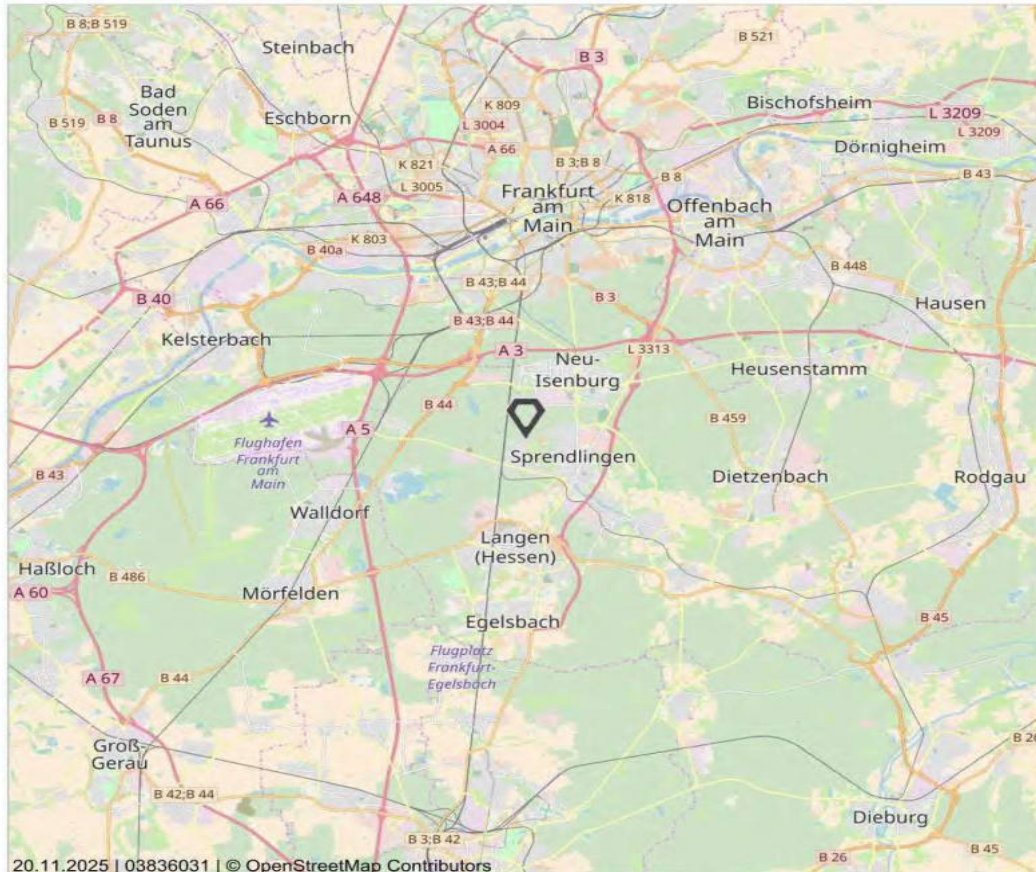 B 8;B 519
Steinbach
B 521
B 3
Bad
Soden
am
Taunus
B 519
B 8
Eschborn
K 809
L 3004
A 66
Bischofsheim
L 3209
L 3209
Dörnigheim
K 821
B 3;B 8
A 66
A 648
L 3005
Frankfurt
am
Main
K 818
B 8
B 43
Offenbach
am
Main
K 803
B 40a
B 448
B 40
B 43;B 44
B 3
Hausen
Kelsterbach
B 43;B 44
A 3
L 3313
Neu-
Isenburg
Heusenstamm
B 44
B 459
A 5
Flughafen
Frankfurt
am
Main
Sprendlingen
B 43
Dietzenbach
Rodgau
Walldorf
Langen
(Hessen)
Haßloch
B 486
A 60
Mörfelden
Egelsbach
B 45
Flugplatz
Frankfurt-
Egelsbach
A 67
B 44
Groß-
Gerau
B 26
B 42;B 44
Dieburg
B 3;B 42
B 26
B 45
20.11.2025 | 03836031 | © OpenStreetMap Contributors